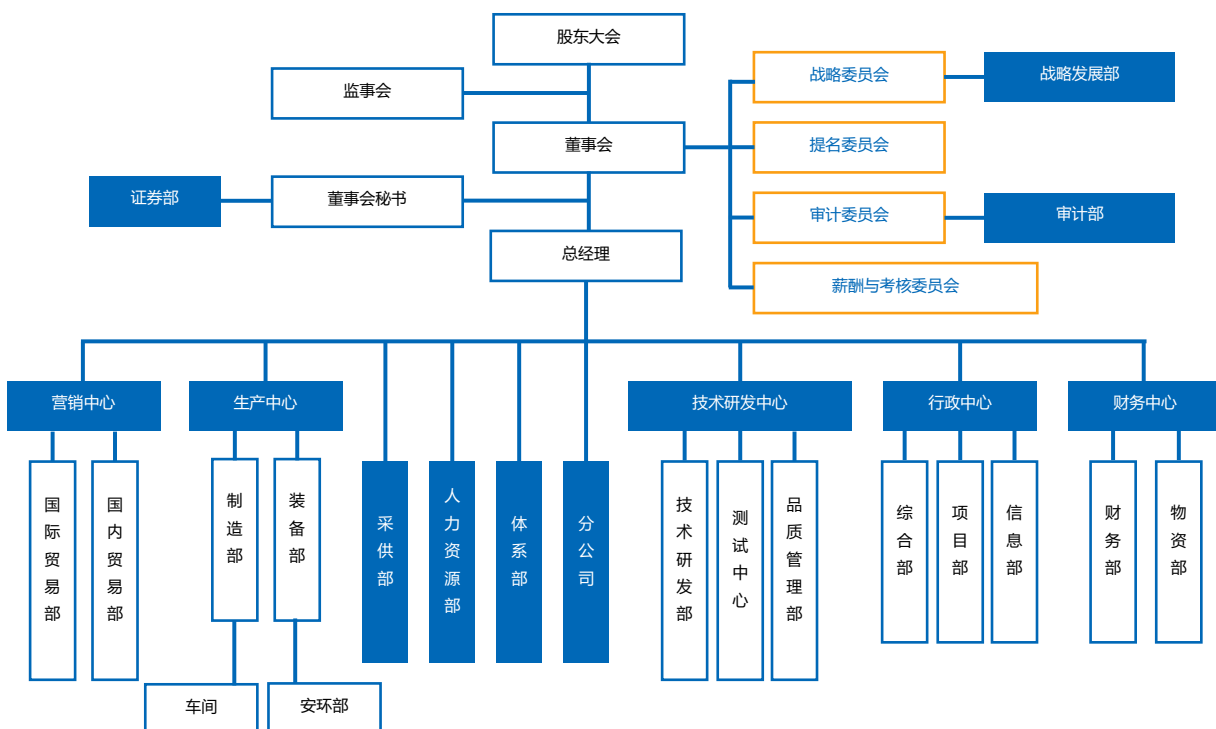 股东大会
监事会
战略委员会
战略发展部
董事会
提名委员会
证券部
董事会秘书
审计委员会
审计部
总经理
薪酬与考核委员会
营销中心
生产中心
技术研发中心
行政中心
财务中心
国际贸易部
国内贸易部
制造部
装备部
采供部
人力资源部
体系部
分公司
技术研发部
测试中心
品质管理部
综合部
项目部
信息部
财务部
物资部
车间
安环部